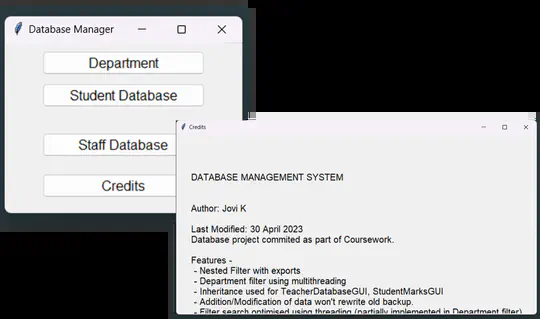 Database Manager
Department
Student Database
Staff Database
Credits
Credits
DATABASE MANAGEMENT SYSTEM
Author: Jovi K
Last Modified: 30 April 2023
Database project commited as part of Coursework.
Features -
- Nested Filter with exports
- Department filter using multithreading
- Inheritance used for TeacherDatabaseGUI, StudentMarksGUI
- Addition/Modification of data won't rewrite old backup.
- Filter search optimised using threading (partially implemented in Department filter)